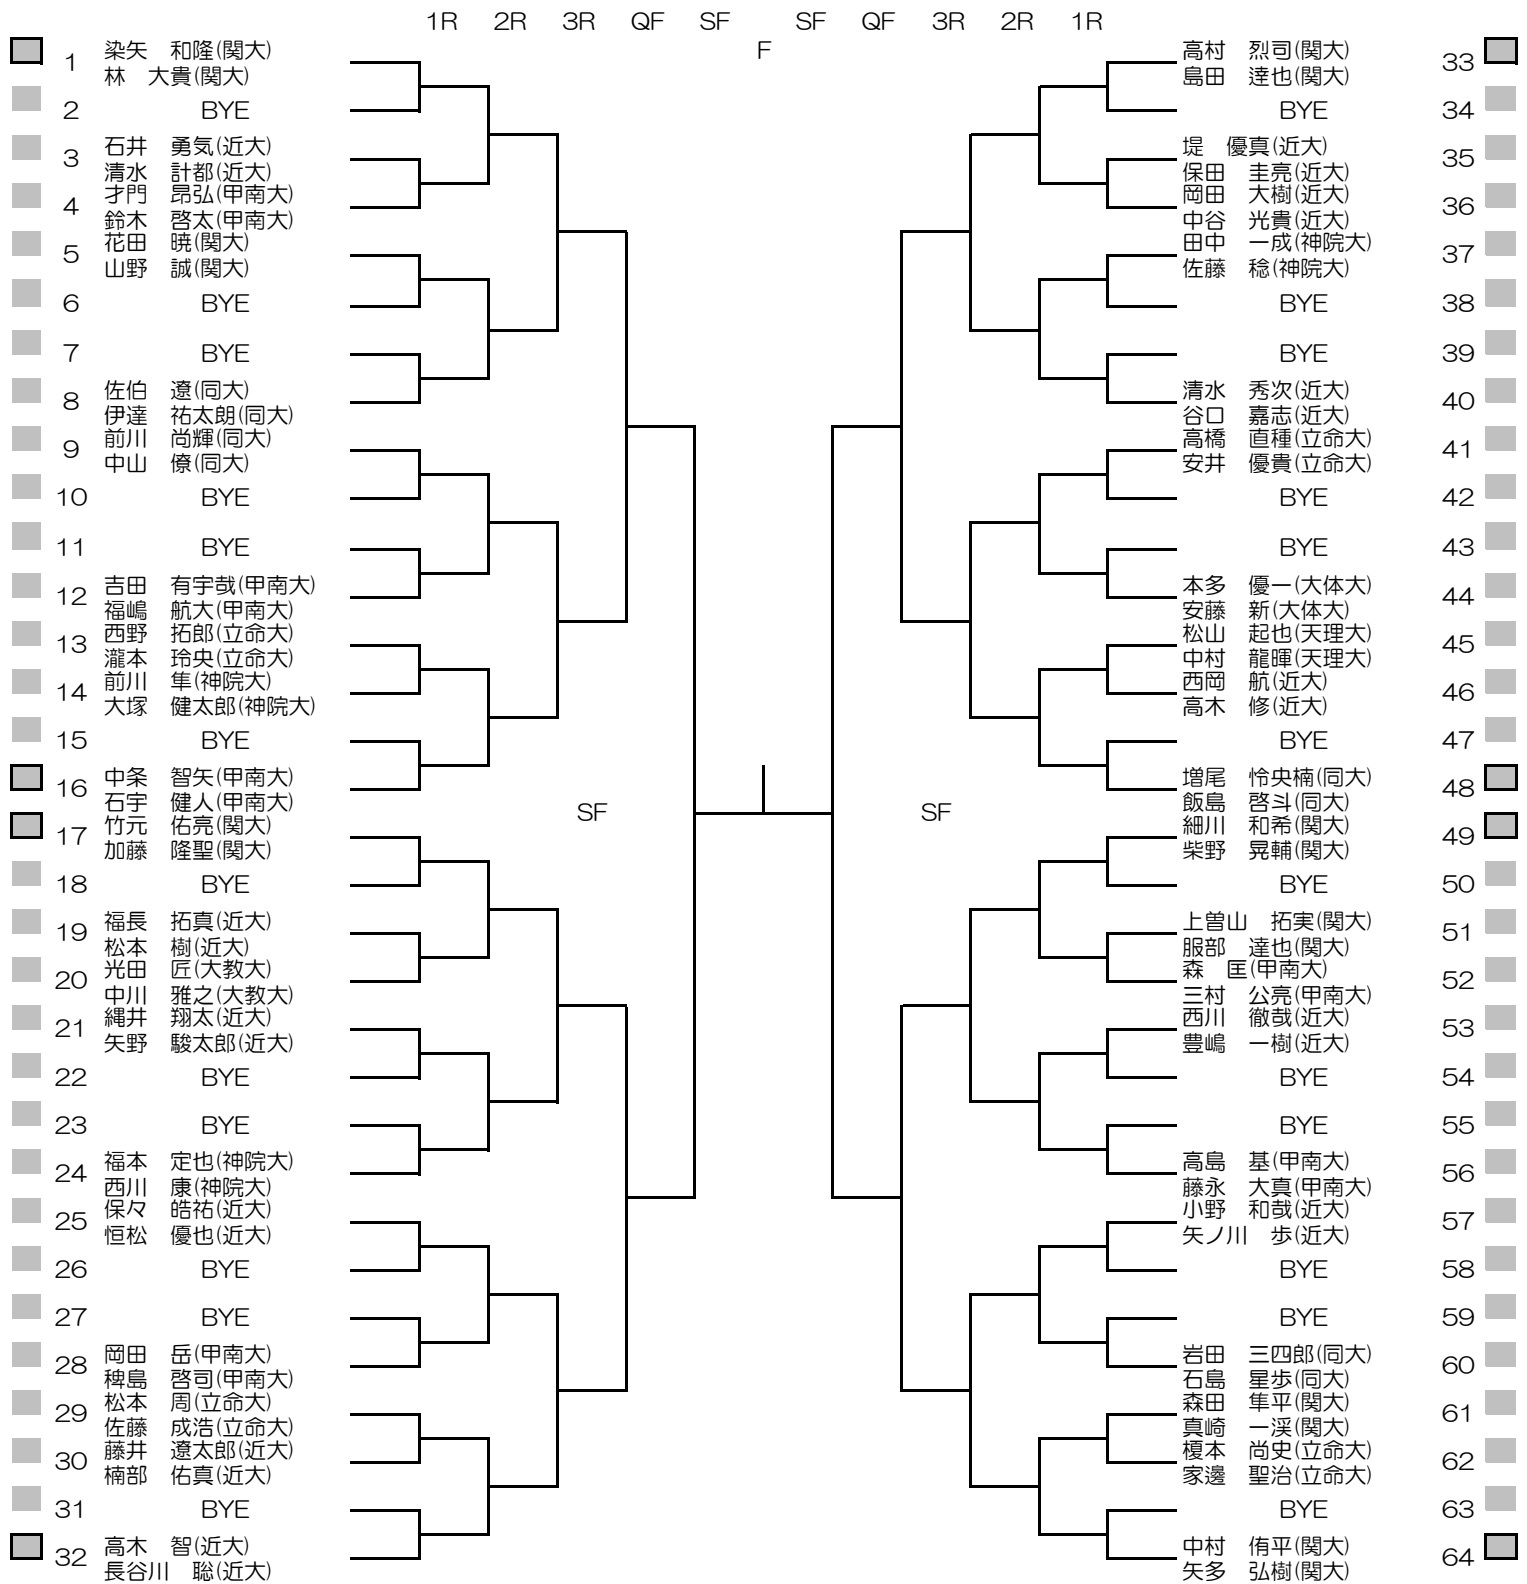 1R 2R 3R QF SF SF QF 3R 2R 1R
F
1 染矢 和隆(関大)
林 大貴(関大)
2 BYE
3 石井 勇気(近大)
清水 計都(近大)
4 才門 昂弘(甲南大)
鈴木 啓太(甲南大)
5 花田 暁(関大)
山野 誠(関大)
6 BYE
7 BYE
8 佐伯 遼(同大)
伊達 祐太朗(同大)
9 前川 尚輝(同大)
中山 僚(同大)
10 BYE
11 BYE
12 吉田 有宇哉(甲南大)
福嶋 航大(甲南大)
13 西野 拓郎(立命大)
瀧本 玲央(立命大)
14 前川 隼(神院大)
大塚 健太郎(神院大)
15 BYE
16 中条 智矢(甲南大)
石宇 健人(甲南大)
17 竹元 佑亮(関大)
加藤 隆聖(関大)
18 BYE
19 福長 拓真(近大)
松本 樹(近大)
20 光田 匠(大教大)
中川 雅之(大教大)
21 縄井 翔太(近大)
矢野 駿太郎(近大)
22 BYE
23 BYE
24 福本 定也(神院大)
西川 康(神院大)
25 保々 皓祐(近大)
恒松 優也(近大)
26 BYE
27 BYE
28 岡田 岳(甲南大)
稗島 啓司(甲南大)
29 松本 周(立命大)
佐藤 成浩(立命大)
30 藤井 遼太郎(近大)
楠部 佑真(近大)
31 BYE
32 高木 智(近大)
長谷川 聡(近大)
SF
SF
高村 烈司(関大) 33
島田 達也(関大)
BYE 34
堤 優真(近大) 35
保田 圭亮(近大)
岡田 大樹(近大) 36
中谷 光貴(近大)
田中 一成(神院大) 37
佐藤 稔(神院大)
BYE 38
BYE 39
清水 秀次(近大) 40
谷口 嘉志(近大)
高橋 直種(立命大) 41
安井 優貴(立命大)
BYE 42
BYE 43
本多 優一(大体大) 44
安藤 新(大体大)
松山 起也(天理大) 45
中村 龍暉(天理大)
西岡 航(近大) 46
高木 修(近大)
BYE 47
増尾 怜央楠(同大) 48
飯島 啓斗(同大)
細川 和希(関大) 49
柴野 晃輔(関大)
BYE 50
上曽山 拓実(関大) 51
服部 達也(関大)
森 匡(甲南大) 52
三村 公亮(甲南大)
西川 徹哉(近大) 53
豊嶋 一樹(近大)
BYE 54
BYE 55
高島 基(甲南大) 56
藤永 大真(甲南大)
小野 和哉(近大) 57
矢ノ川 歩(近大)
BYE 58
BYE 59
岩田 三四郎(同大) 60
石島 星歩(同大)
森田 隼平(関大) 61
真崎 一渓(関大)
榎本 尚史(立命大) 62
家邊 聖治(立命大)
BYE 63
中村 侑平(関大) 64
矢多 弘樹(関大)